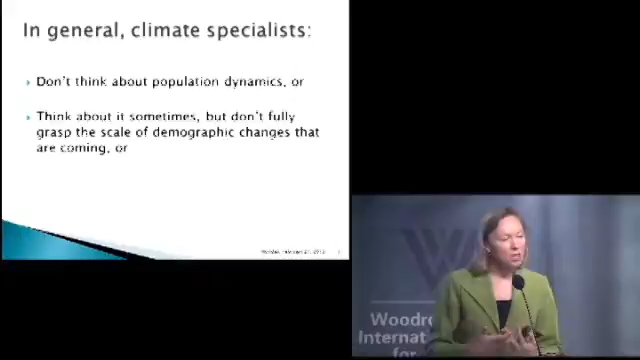 In general, climate specialists:
Don't think about population dynamics, or
Think about it sometimes, but don't fully
grasp the scale of demographic changes that
are coming, or
W
Woodro
Internat
for